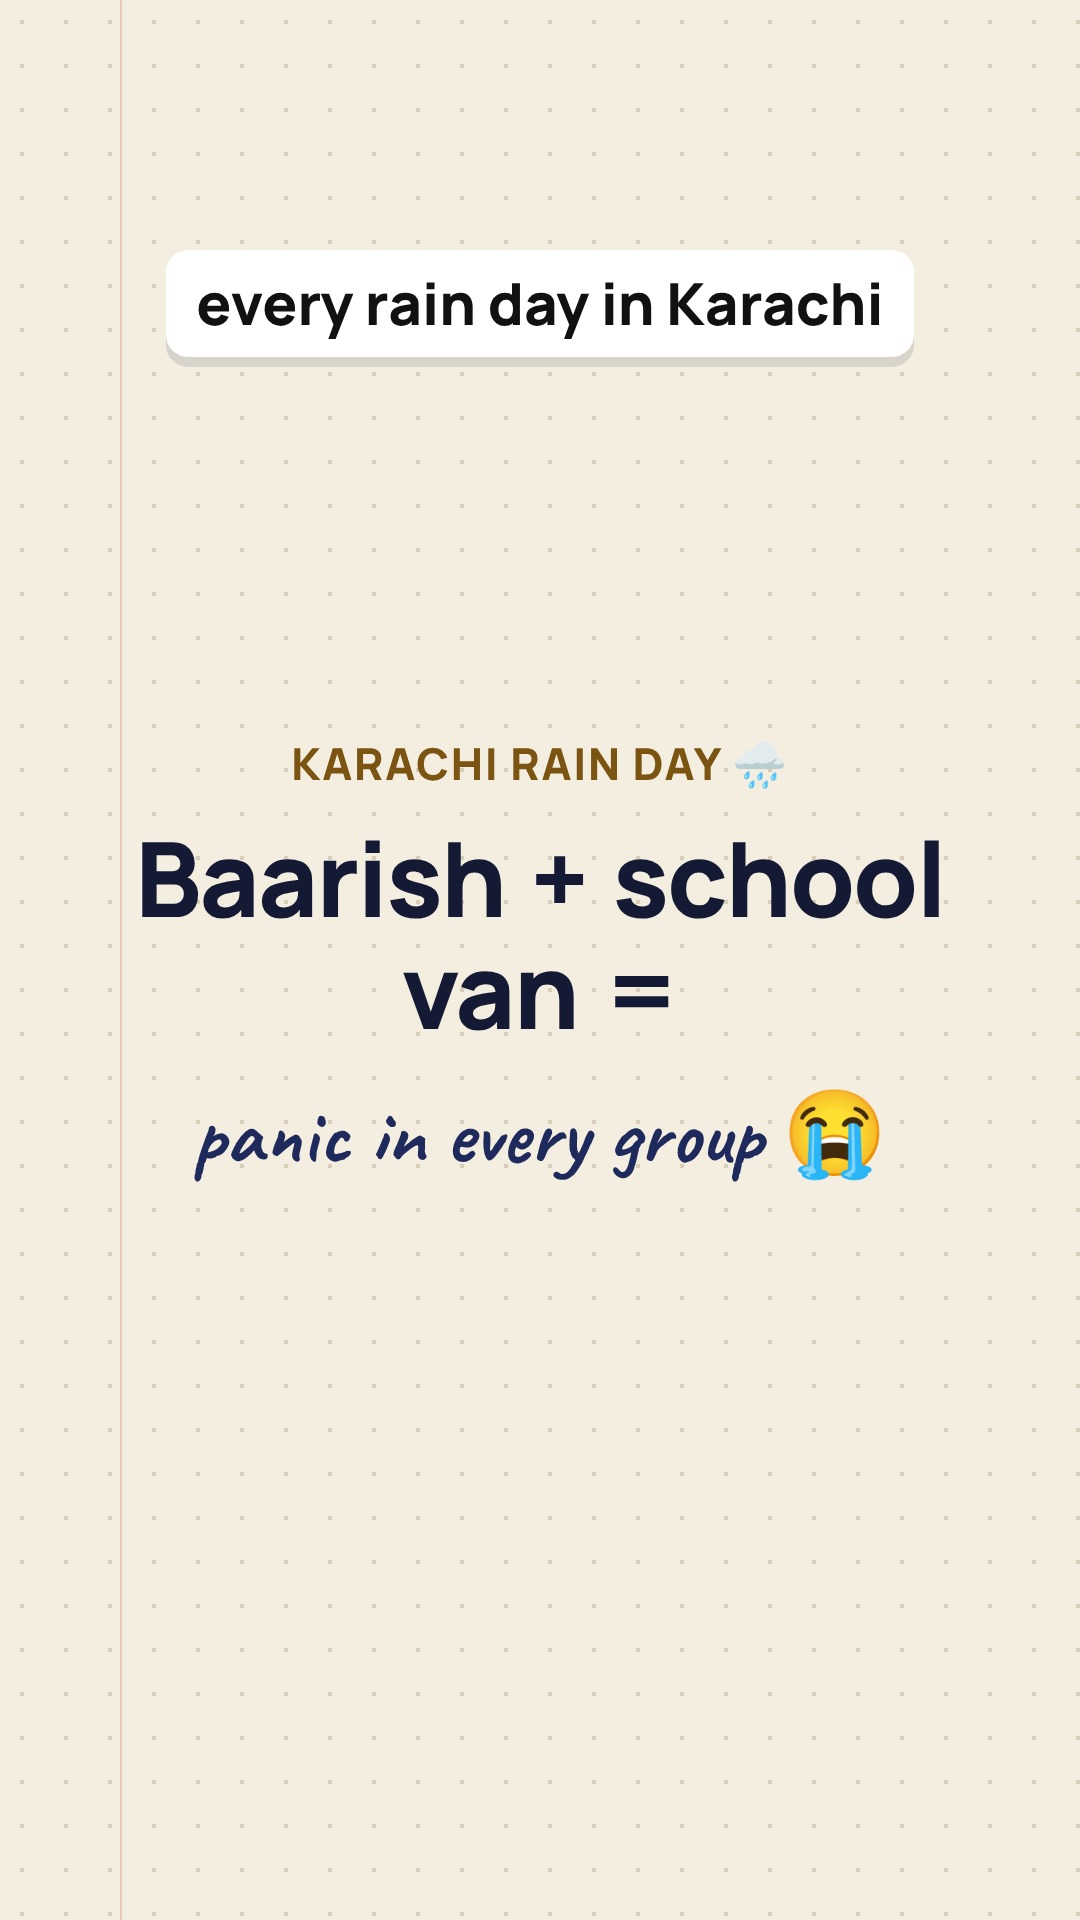 every rain day in Karachi
KARACHI RAIN DAY 🌧️
Baarish + school
van =
panic in every group 😭